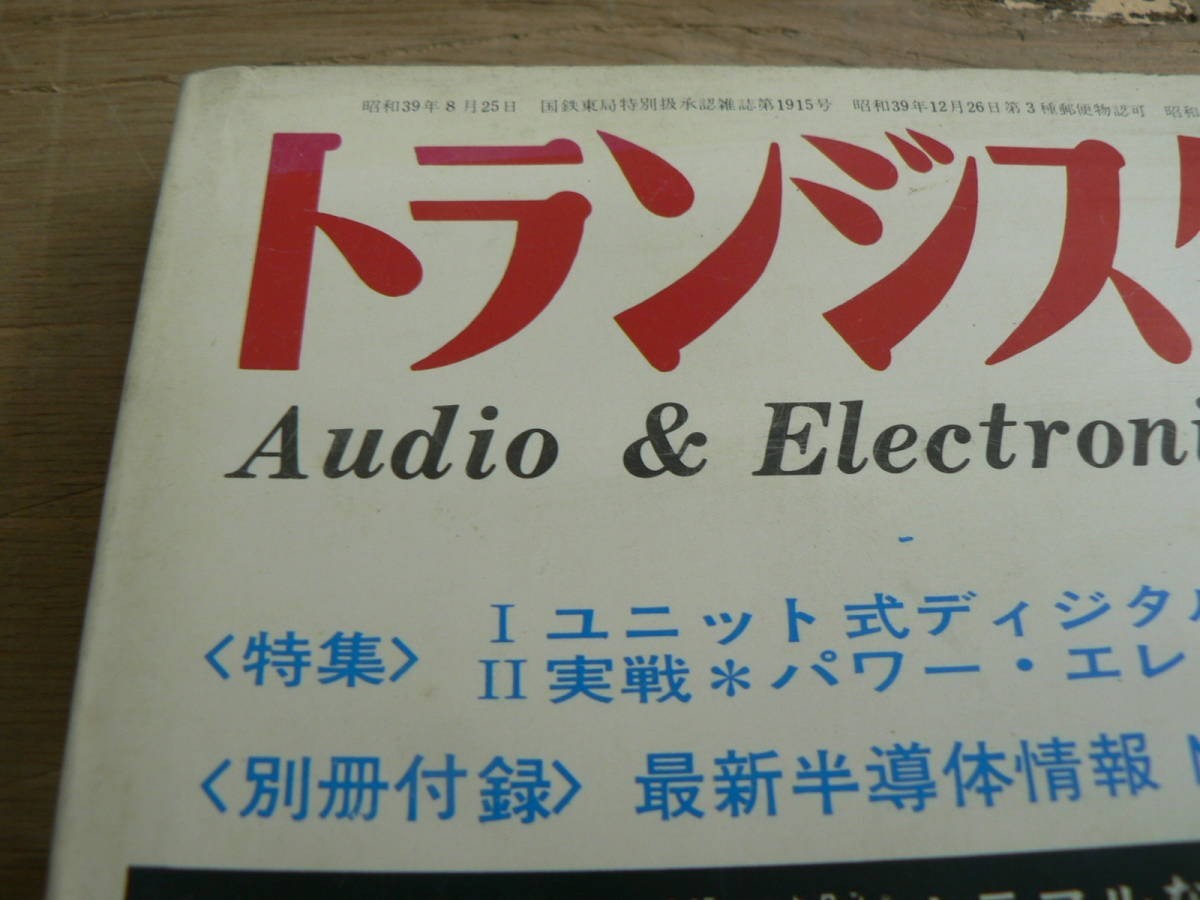 昭和39年8月25日 国鉄東局特別扱承認雑誌第1915号 昭和39年12月26日第3種郵便物認可 昭和
トランジス
Audio & Electroni
<特集> I ユニット式ディジタル
II 実戦*パワー・エレ
<別冊付録> 最新半導体情報